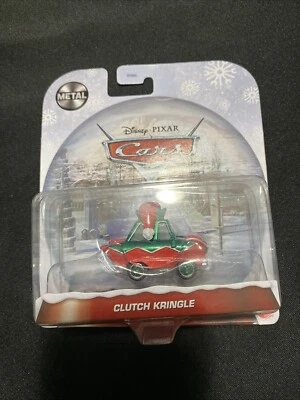 METAL
Disney PIXAR
Cars
CLUTCH KRINGLE